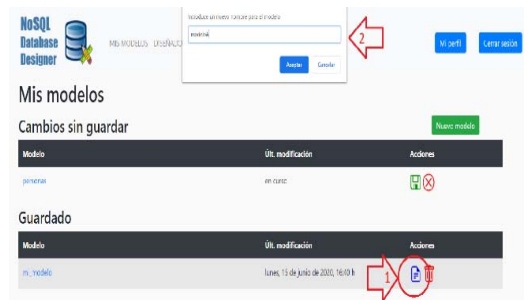 NoSQL
Database
Designer
MIS MODELOS DISEÑADO
Introduce un nuevo nombre para el modelo
Aceptar Cancelar
2
Mi perfil Cerrar sesión
Mis modelos
Cambios sin guardar
Nuevo modelo
Modelo Últ. modificación Acciones
personas en curso
Guardado
Modelo Últ. modificación Acciones
mi_modelo lunes, 15 de junio de 2020, 16:40 h
1